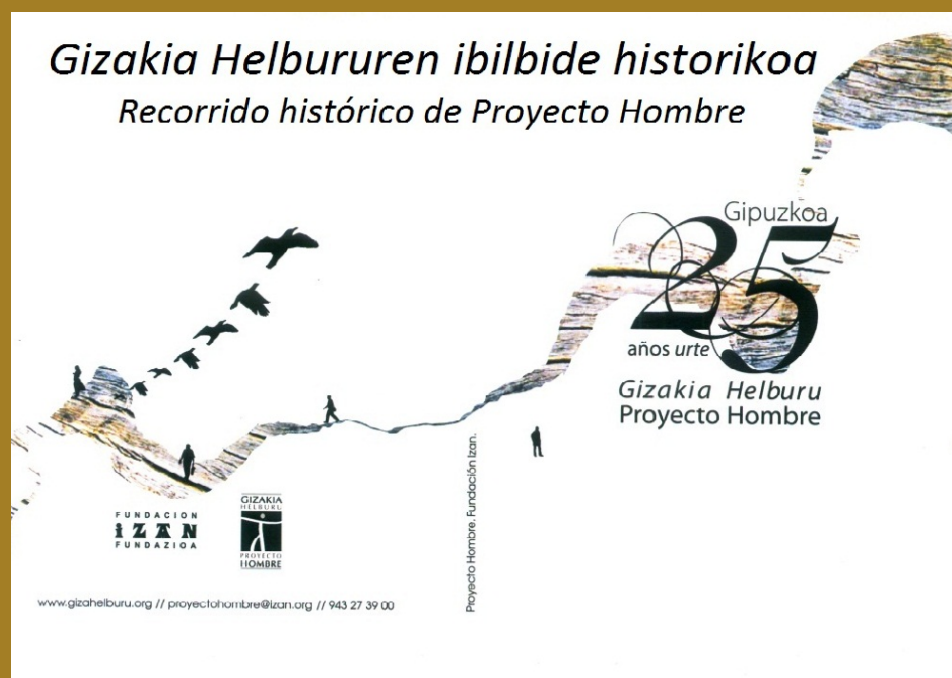 Gizakia Helbururen ibilbide historikoa
Recorrido histórico de Proyecto Hombre
Gipuzkoa
25
años urte
Gizakia Helburu
Proyecto Hombre
FUNDACION
iZAN
FUNDAZIOA
GIZAKIA
HELBURU
PROYECTO
HOMBRE
Proyecto Hombre. Fundación Izan.
www.gizahelburu.org // proyectohombre@izan.org // 943 27 39 00